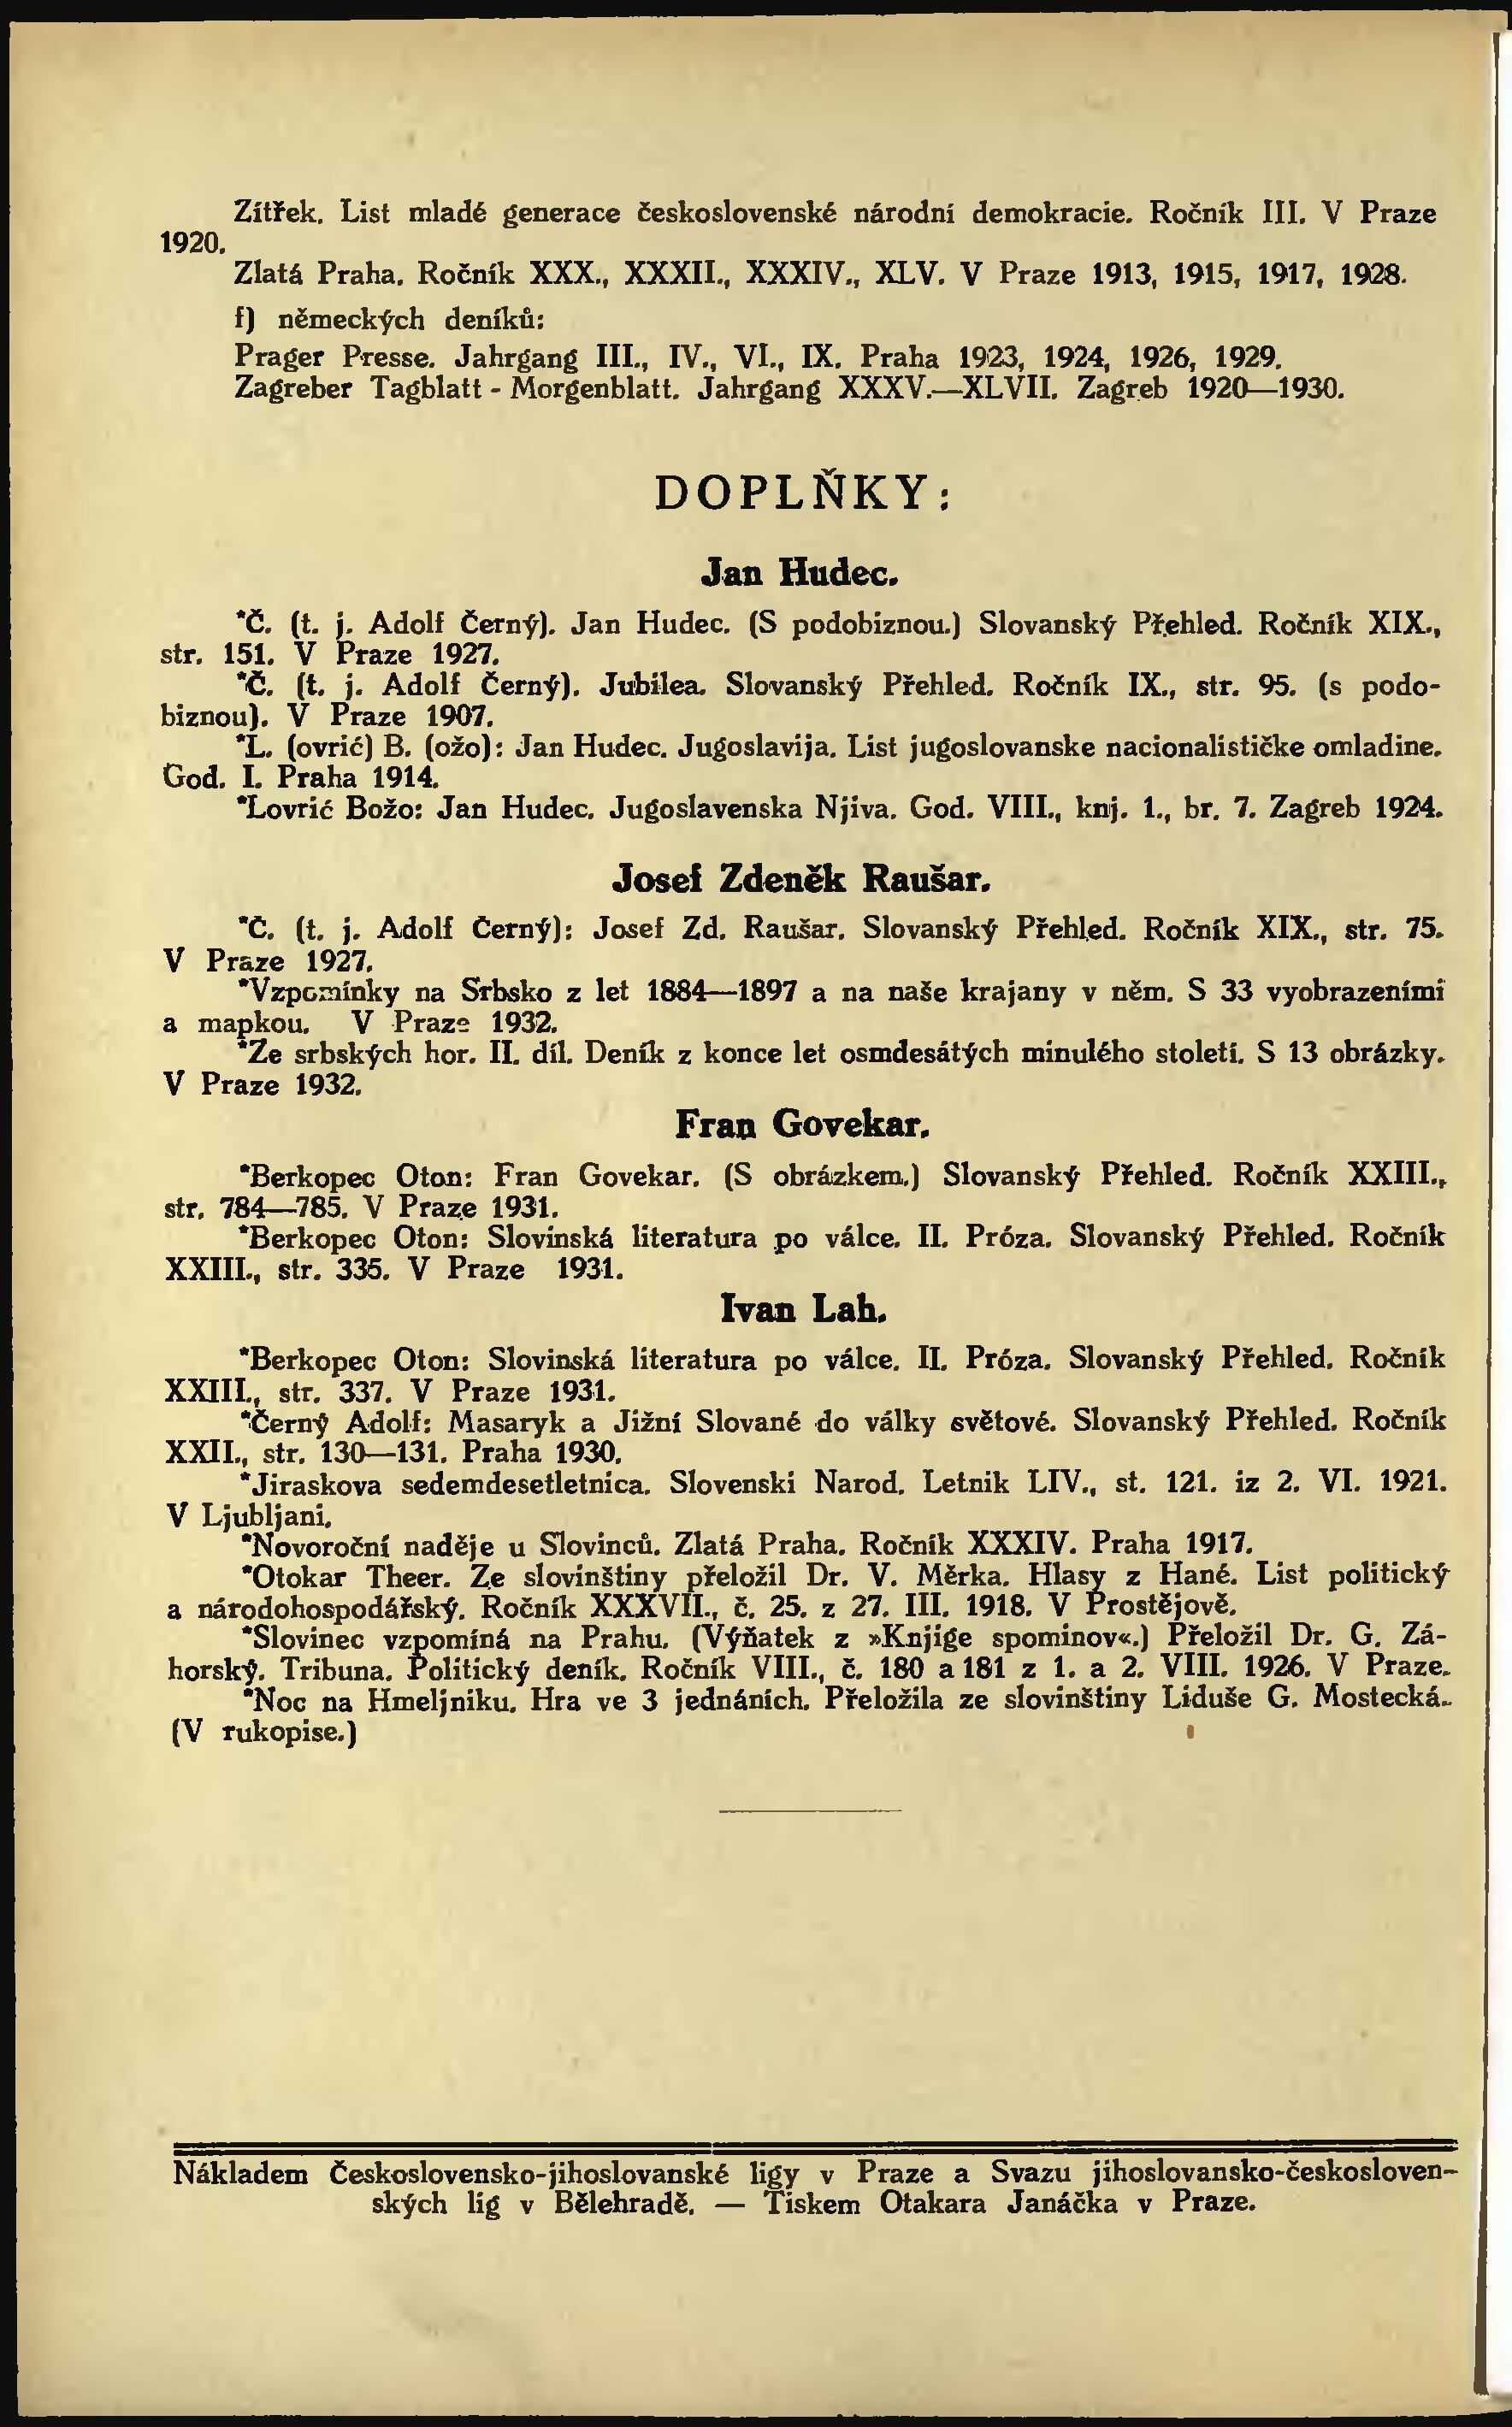 Zítřek. List mladé generace československé národní demokracie. Ročník III. V Praze
1920.
Zlatá Praha. Ročník XXX., XXXII., XXXIV., XLV. V Praze 1913, 1915, 1917, 1928.
f) německých deníků:
Prager Presse. Jahrgang III., IV., VI., IX. Praha 1923, 1924, 1926, 1929.
Zagreber Tagblatt - Morgenblatt. Jahrgang XXXV.—XLVII. Zagreb 1920—1930.
DOPLŇKY:
Jan Hudec.
*Č. (t. j. Adolf Černý). Jan Hudec. (S podobiznou.) Slovanský Přehled. Ročník XIX.,
str. 151. V Praze 1927.
*Č. (t. j. Adolf Černý). Jubilea. Slovanský Přehled. Ročník IX., str. 95. (s podo-
biznou). V Praze 1907.
*L. (ovrić) B. (ožo): Jan Hudec. Jugoslavija. List jugoslovanske nacionalističke omladine.
God. I. Praha 1914.
*Lovrić Božo: Jan Hudec. Jugoslavenska Njiva. God. VIII., knj. 1., br. 7. Zagreb 1924.
Josef Zdeněk Raušar.
*Č. (t. j. Adolf Černý): Josef Zd. Raušar. Slovanský Přehled. Ročník XIX., str. 75.
V Praze 1927.
*Vzpomínky na Srbsko z let 1884—1897 a na naše krajany v něm. S 33 vyobrazeními
a mapkou. V Praze 1932.
*Ze srbských hor. II. díl. Deník z konce let osmdesátých minulého století. S 13 obrázky.
V Praze 1932.
Fran Govekar.
*Berkopec Oton: Fran Govekar. (S obrázkem.) Slovanský Přehled. Ročník XXIII.,
str. 784—785. V Praze 1931.
*Berkopec Oton: Slovinská literatura po válce. II. Próza. Slovanský Přehled. Ročník
XXIII., str. 335. V Praze 1931.
Ivan Lah.
*Berkopec Oton: Slovinská literatura po válce. II. Próza. Slovanský Přehled. Ročník
XXIII., str. 337. V Praze 1931.
*Černý Adolf: Masaryk a Jižní Slované do války světové. Slovanský Přehled. Ročník
XXII., str. 130—131. Praha 1930.
*Jiraskova sedemdesetletnica. Slovenski Narod. Letnik LIV., st. 121. iz 2. VI. 1921.
V Ljubljani.
*Novoroční naděje u Slovinců. Zlatá Praha. Ročník XXXIV. Praha 1917.
*Otokar Theer. Ze slovinštiny přeložil Dr. V. Měrka. Hlasy z Hané. List politický
a národohospodářský. Ročník XXXVII., č. 25. z 27. III. 1918. V Prostějově.
*Slovinec vzpomíná na Prahu. (Výňatek z »Knjige spominov«.) Přeložil Dr. G. Zá-
horský. Tribuna. Politický deník. Ročník VIII., č. 180 a 181 z 1. a 2. VIII. 1926. V Praze.
*Noc na Hmeljniku. Hra ve 3 jednáních. Přeložila ze slovinštiny Liduše G. Mostecká.
(V rukopise.)
Nákladem Československo-jihoslovanské ligy v Praze a Svazu jihoslovansko-českosloven-
ských lig v Bělehradě. — Tiskem Otakara Janáčka v Praze.